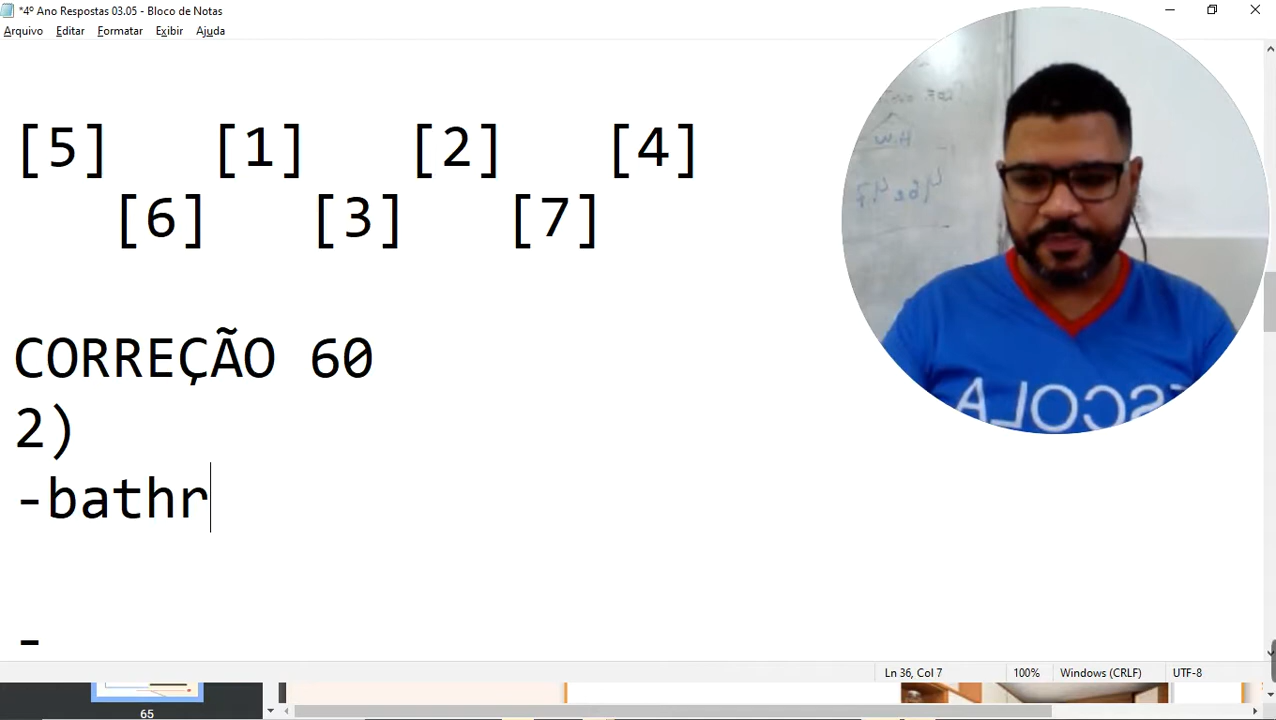 *4º Ano Respostas 03.05 - Bloco de Notas
Arquivo Editar Formatar Exibir Ajuda
[5] [1] [2] [4]
[6] [3] [7]
CORREÇÃO 60
2)
-bathr
-
ESCOLA
H.W
Ln 36, Col 7 100% Windows (CRLF) UTF-8
65